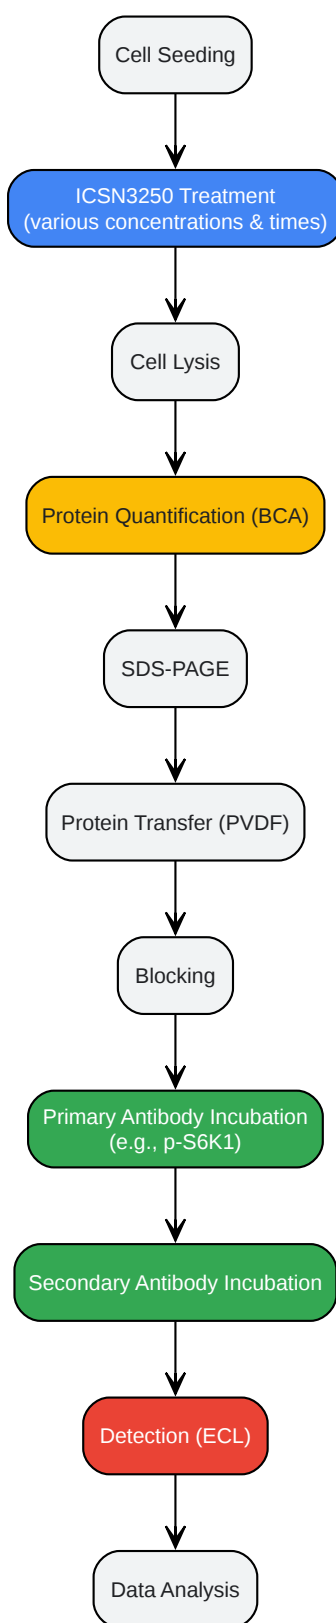 Cell Seeding
ICSN3250 Treatment
(various concentrations & times)
Cell Lysis
Protein Quantification (BCA)
SDS-PAGE
Protein Transfer (PVDF)
Blocking
Primary Antibody Incubation
(e.g., p-S6K1)
Secondary Antibody Incubation
Detection (ECL)
Data Analysis